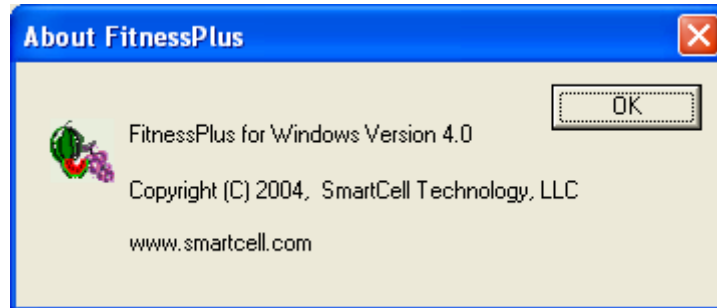 About FitnessPlus
OK
FitnessPlus for Windows Version 4.0
Copyright (C) 2004, SmartCell Technology, LLC
www.smartcell.com